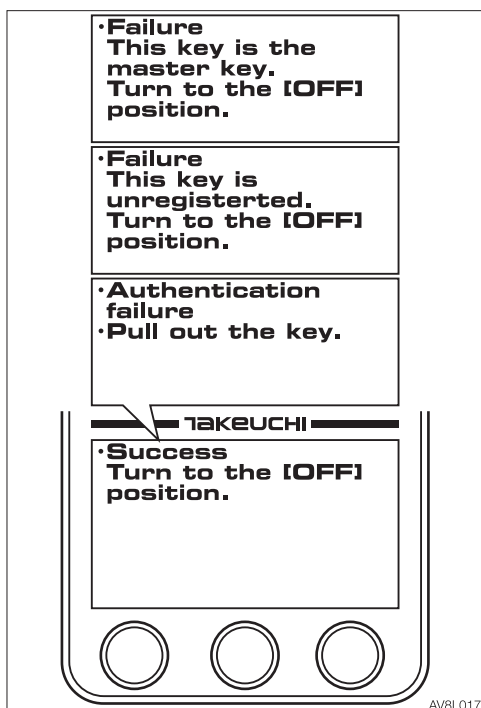 ·Failure
This key is the
master key.
Turn to the [OFF]
position.
·Failure
This key is
unregisterted.
Turn to the [OFF]
position.
·Authentication
failure
·Pull out the key.
TAKEUCHI
·Success
Turn to the [OFF]
position.
AV8L017